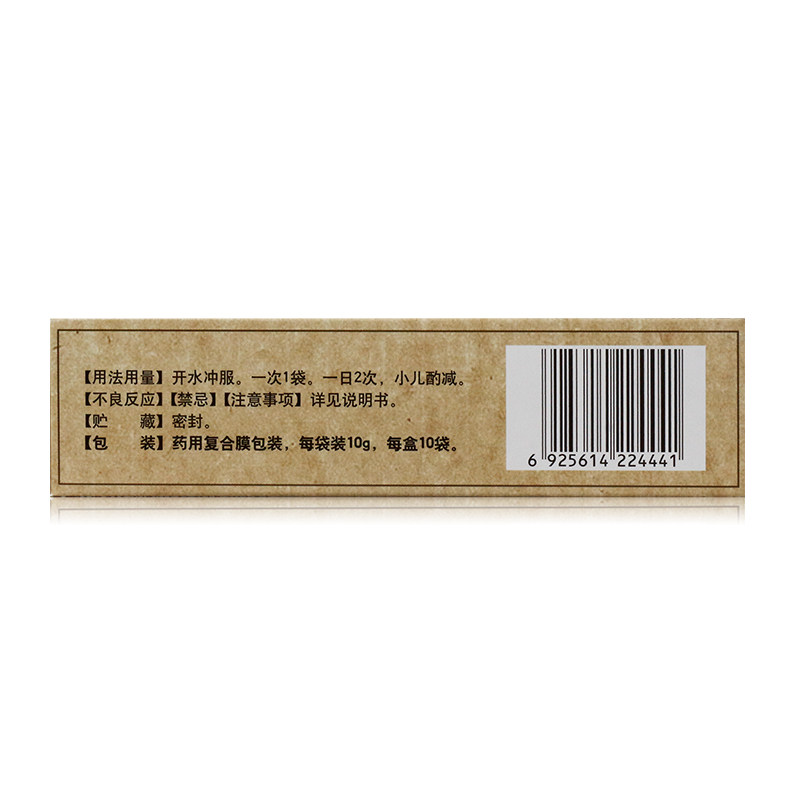 【用法用量】开水冲服。一次1袋。一日2次，小儿酌减。
【不良反应】【禁忌】【注意事项】详见说明书。
【贮 藏】密封。
【包 装】药用复合膜包装，每袋装10g，每盒10袋。
6 925614 224441